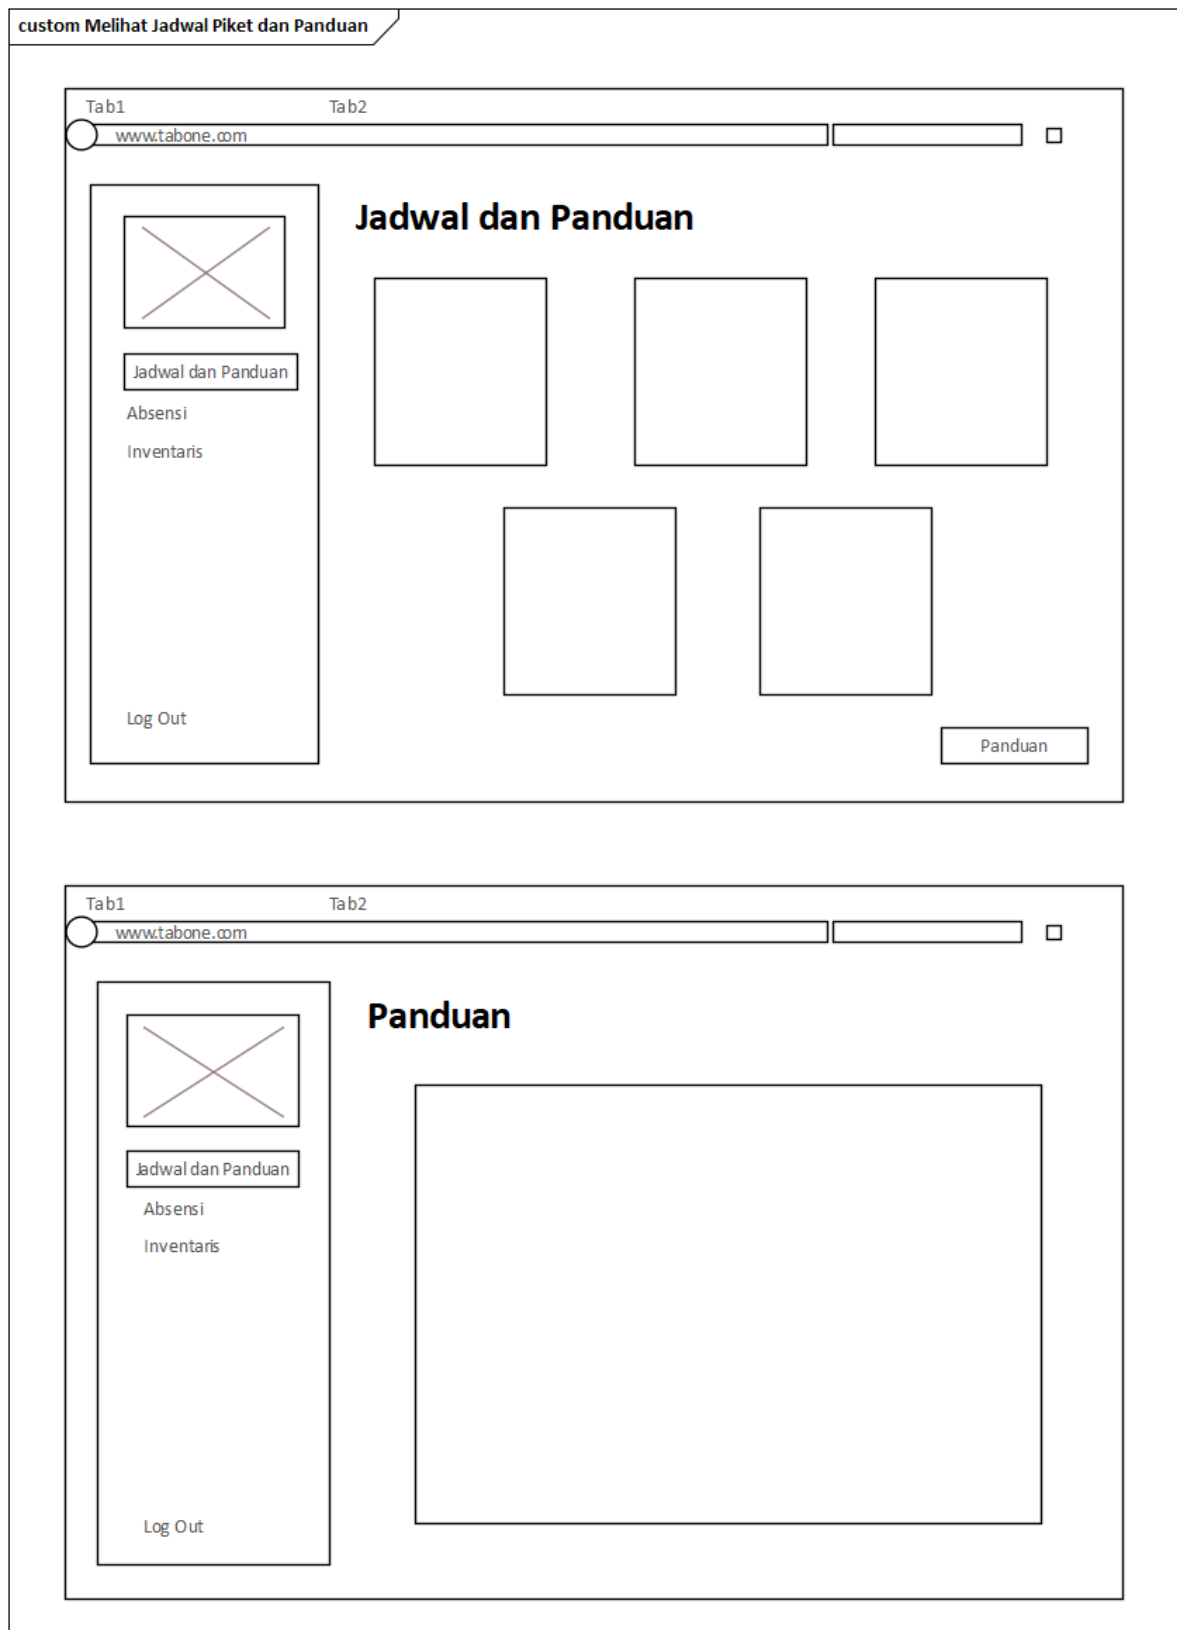 custom Melihat Jadwal Piket dan Panduan
Tab1 Tab2
www.tabone.com
Jadwal dan Panduan
Jadwal dan Panduan
Absensi
Inventaris
Log Out
Panduan
Tab1 Tab2
www.tabone.com
Panduan
Jadwal dan Panduan
Absensi
Inventaris
Log Out